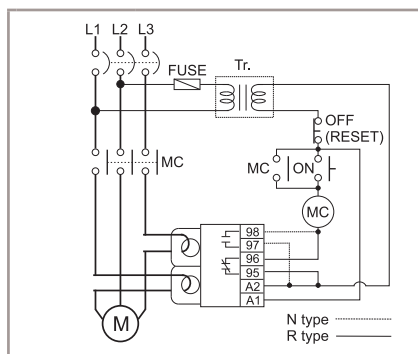 L1 L2 L3
Tr.
FUSE
OFF
(RESET)
MC
MC ON
MC
98
97
96
95
A2
A1
M
N type
R type